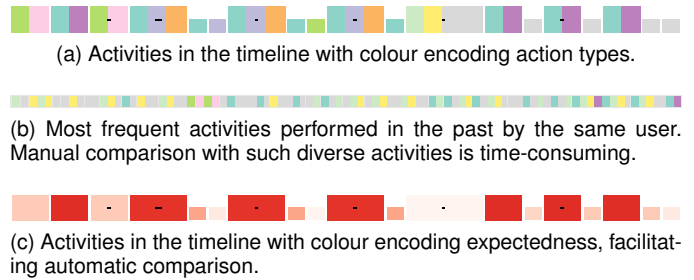 (a) Activities in the timeline with colour encoding action types.
(b) Most frequent activities performed in the past by the same user.
Manual comparison with such diverse activities is time-consuming.
(c) Activities in the timeline with colour encoding expectedness, facilitat-
ing automatic comparison.